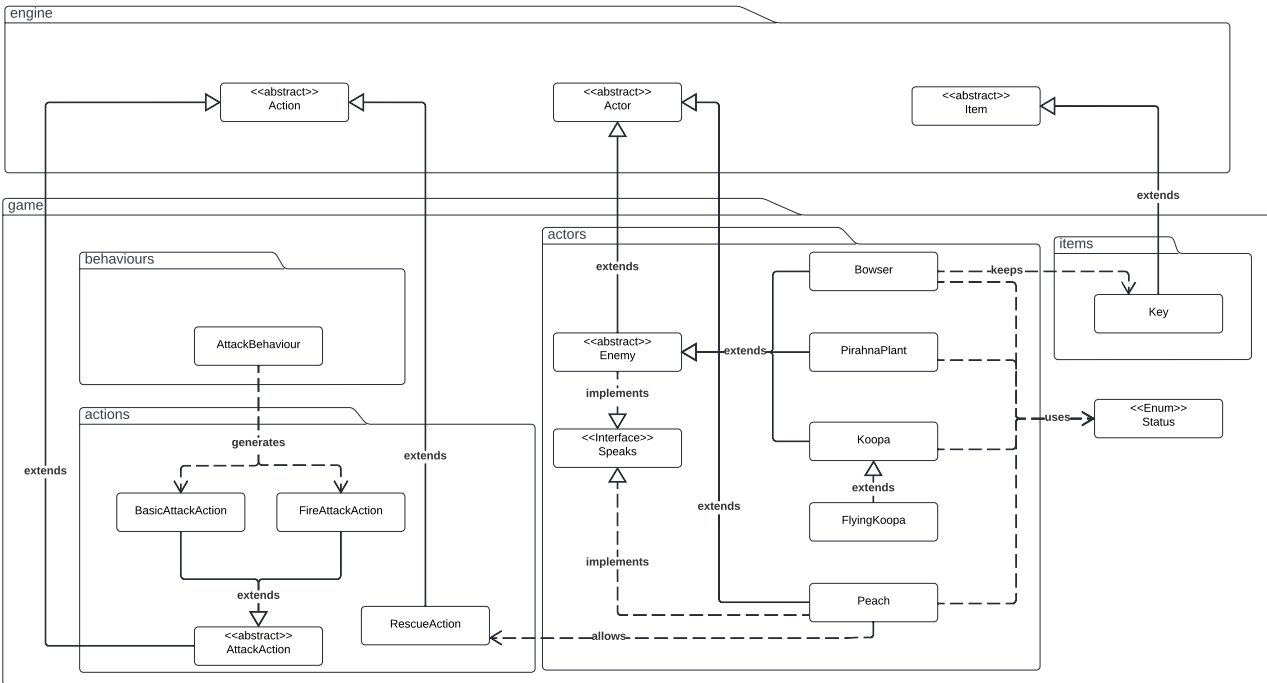 engine
<<abstract>>
Action
<<abstract>>
Actor
<<abstract>>
Item
extends
game
actors
items
behaviours
Bowser
keeps
Key
extends
AttackBehaviour
<<abstract>>
Enemy
extends
PirahnaPlant
implements
<<Enum>>
Status
uses
actions
<<Interface>>
Speaks
Koopa
generates
extends
extends
extends
BasicAttackAction
FireAttackAction
extends
FlyingKoopa
implements
extends
Peach
RescueAction
allows
<<abstract>>
AttackAction